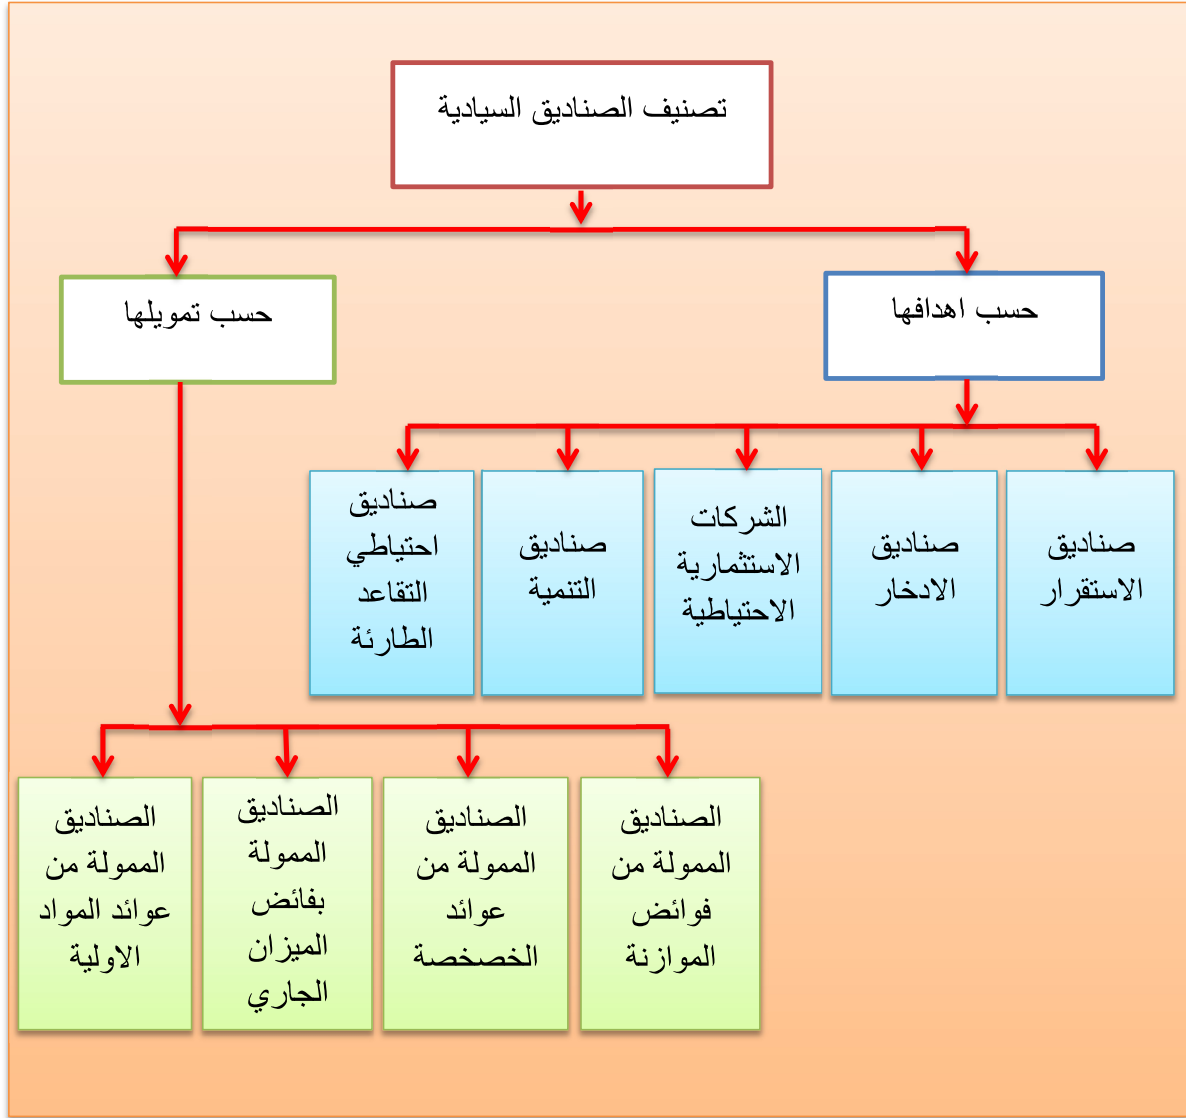 تصنيف الصناديق السيادية
حسب اهدافها
حسب تمويلها
صناديق
الاستقرار
صناديق
الادخار
الشركات
الاستثمارية
الاحتياطية
صناديق
التنمية
صناديق
احتياطي
التقاعد
الطارئة
الصناديق
الممولة من
فوائض
الموازنة
الصناديق
الممولة من
عوائد
الخصخصة
الصناديق
الممولة
بفائض
الميزان
الجاري
الصناديق
الممولة من
عوائد المواد
الاولية